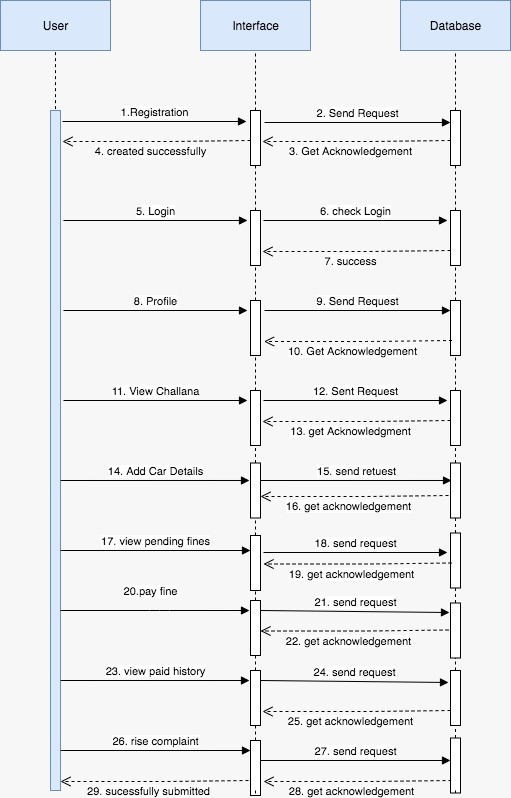 User
Interface
Database
1.Registration
2. Send Request
4. created successfully
3. Get Acknowledgement
5. Login
6. check Login
7. success
8. Profile
9. Send Request
10. Get Acknowledgement
11. View Challana
12. Sent Request
13. get Acknowledgment
14. Add Car Details
15. send retuest
16. get acknowledgement
17. view pending fines
18. send request
19. get acknowledgement
20.pay fine
21. send request
22. get acknowledgement
23. view paid history
24. send request
25. get acknowledgement
26. rise complaint
27. send request
29. sucessfully submitted
28. get acknowledgement